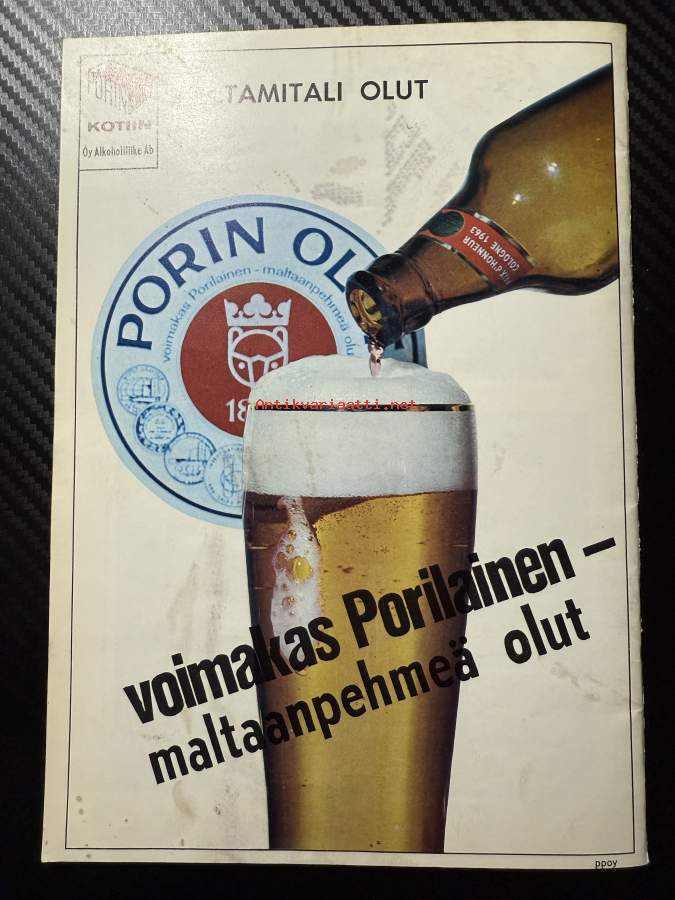 KOTIIN
Oy Alkoholiliike Ab
TAMITALI OLUT
COLOGNE 1963
PORIN OL
voimakas Porilainen - maltaanpehmeä olut
18
Antikvarigatti.net
voimakas Porilainen –
maltaanpehmeä olut
ppoy